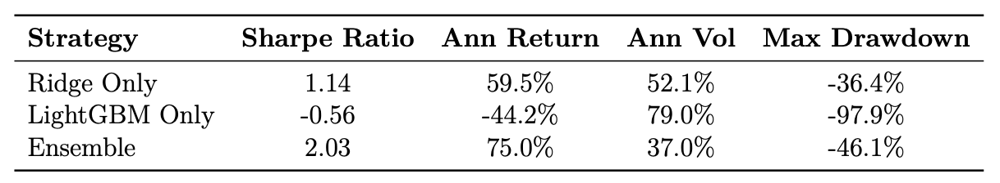 Strategy Sharpe Ratio Ann Return Ann Vol Max Drawdown
Ridge Only 1.14 59.5% 52.1% -36.4%
LightGBM Only -0.56 -44.2% 79.0% -97.9%
Ensemble 2.03 75.0% 37.0% -46.1%